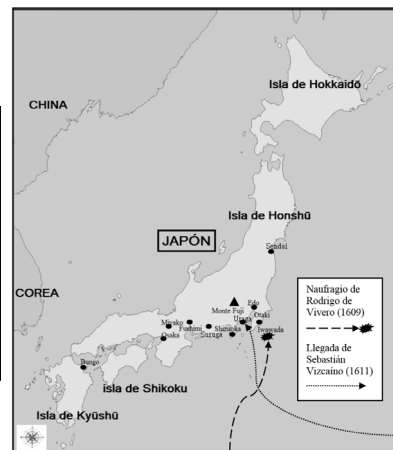 Isla de Hokkaidō
CHINA
Isla de Honshū
Sendai
JAPÓN
COREA
Monte Fuji
Edo
Otaki
Miyako
Fushimi
Uraga
Osaka
Suruga
Shimoka
Iwawada
Bungo
isla de Shikoku
Isla de Kyūshū
Naufragio de
Rodrigo de
Vivero (1609)
Llegada de
Sebastián
Vizcaíno (1611)